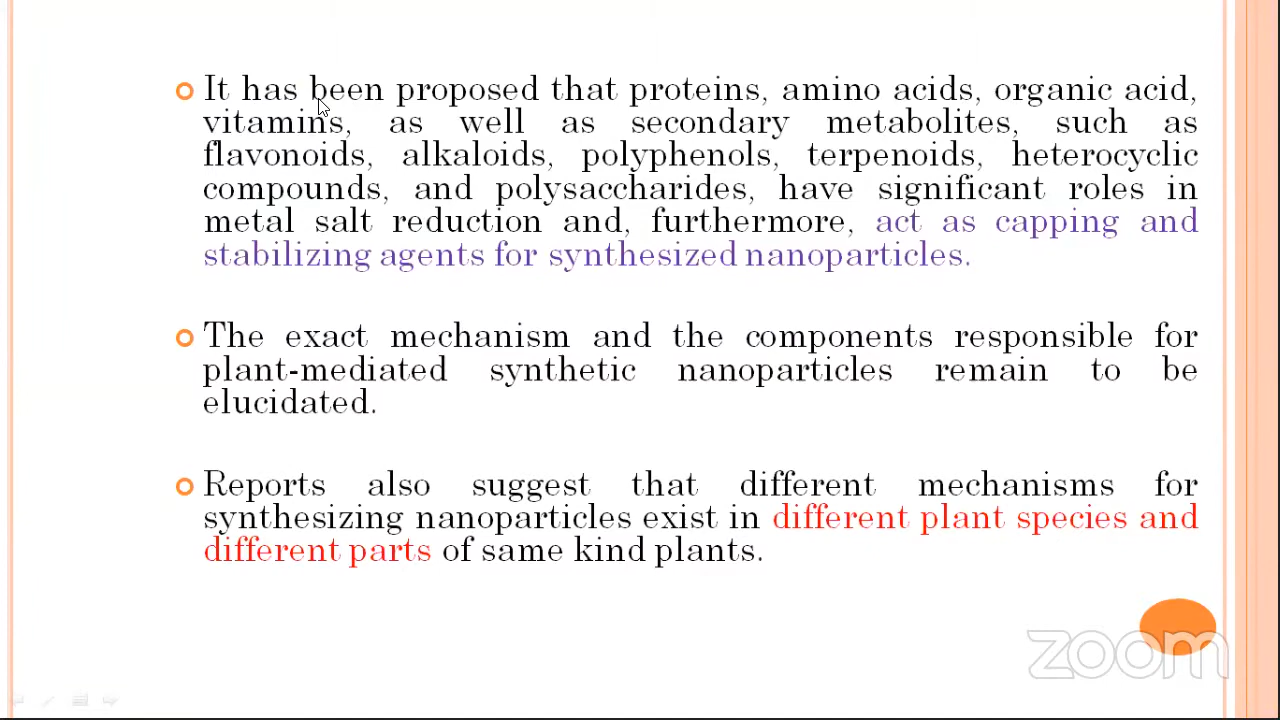 It has been proposed that proteins, amino acids, organic acid,
vitamins, as well as secondary metabolites, such as
flavonoids, alkaloids, polyphenols, terpenoids, heterocyclic
compounds, and polysaccharides, have significant roles in
metal salt reduction and, furthermore, act as capping and
stabilizing agents for synthesized nanoparticles.
The exact mechanism and the components responsible for
plant-mediated synthetic nanoparticles remain to be
elucidated.
Reports also suggest that different mechanisms for
synthesizing nanoparticles exist in different plant species and
different parts of same kind plants.
zoom